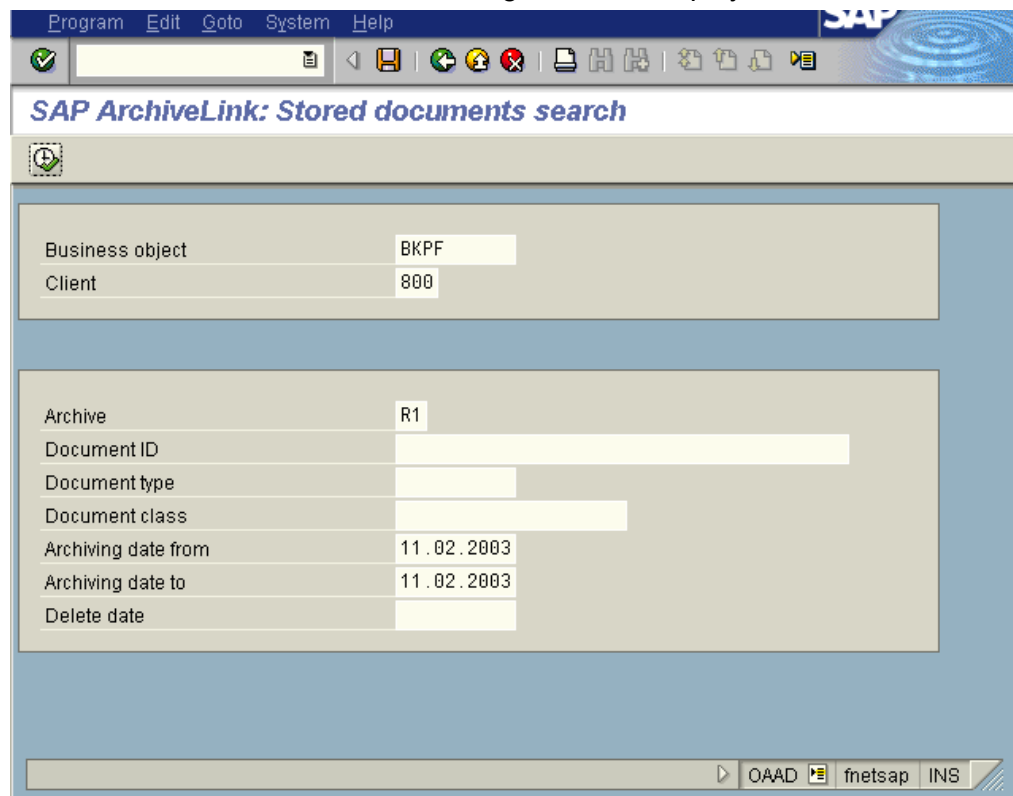 Program Edit Goto System Help
SAP
SAP ArchiveLink: Stored documents search
Business object BKPF
Client 800
Archive R1
Document ID
Document type
Document class
Archiving date from 11.02.2003
Archiving date to 11.02.2003
Delete date
OAAD fnetsap INS